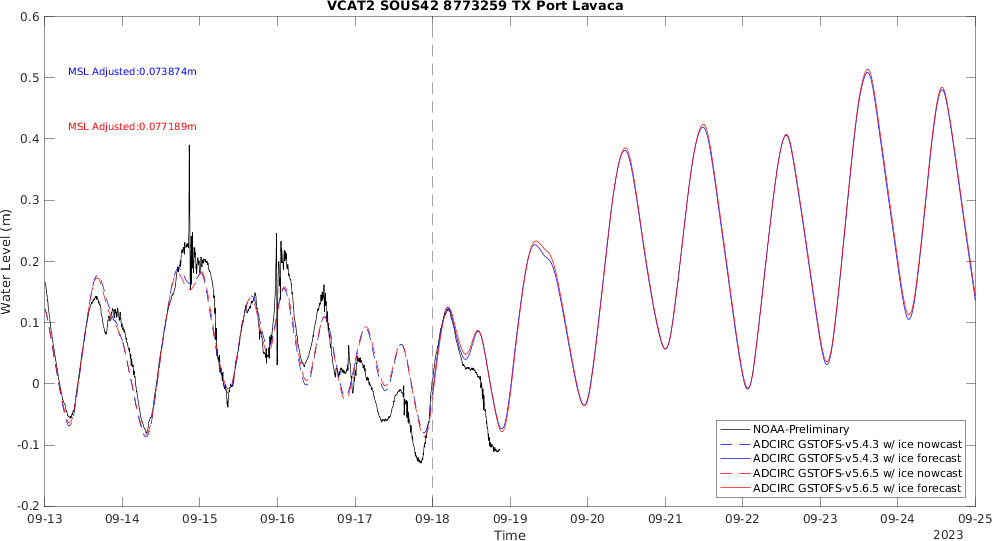 VCAT2 SOUS42 8773259 TX Port Lavaca
0.6
0.5
0.4
0.3
0.2
0.1
0
-0.1
-0.2
Water Level (m)
MSL Adjusted:0.073874m
MSL Adjusted:0.077189m
NOAA-Preliminary
ADCIRC GSTOFS-v5.4.3 w/ ice nowcast
ADCIRC GSTOFS-v5.4.3 w/ ice forecast
ADCIRC GSTOFS-v5.6.5 w/ ice nowcast
ADCIRC GSTOFS-v5.6.5 w/ ice forecast
09-13 09-14 09-15 09-16 09-17 09-18 09-19 09-20 09-21 09-22 09-23 09-24 09-25
Time
2023